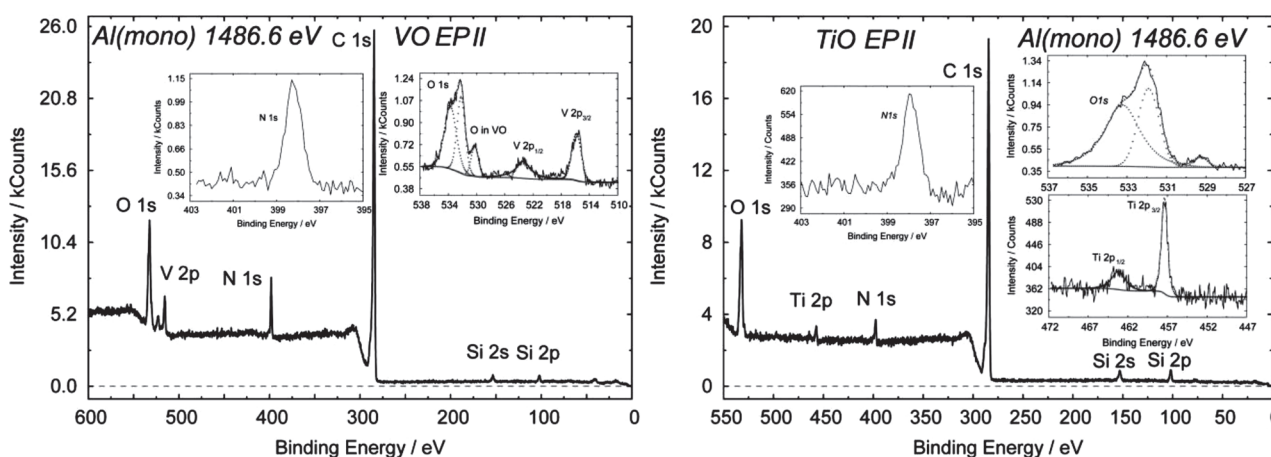 Al(mono) 1486.6 eV
C 1s
VO EP II
26.0
20.8
15.6
10.4
5.2
0.0
Intensity / kCounts
O 1s
V 2p
N 1s
Si 2s
Si 2p
600
500
400
300
200
100
0
Binding Energy / eV
1.15
0.99
0.83
0.66
0.50
0.34
Intensity / kCounts
N 1s
403
401
399
397
395
Binding Energy / eV
1.24
1.07
0.90
0.72
0.55
0.38
Intensity / kCounts
O 1s
O in VO
V 2p1/2
V 2p3/2
538
534
530
526
522
518
514
510
Binding Energy / eV
TiO EP II
Al(mono) 1486.6 eV
C 1s
20
16
12
8
4
0
Intensity / kCounts
O 1s
Ti 2p
N 1s
Si 2s
Si 2p
550
500
450
400
350
300
250
200
150
100
50
0
Binding Energy / eV
620
554
488
422
356
290
Intensity / Counts
N1s
403
401
399
397
395
Binding Energy / eV
1.34
1.14
0.94
0.75
0.55
0.35
Intensity / kCounts
O1s
537
535
533
531
529
527
Binding Energy / eV
530
488
446
404
362
320
Intensity / Counts
Ti 2p3/2
Ti 2p1/2
472
467
462
457
452
447
Binding Energy / eV